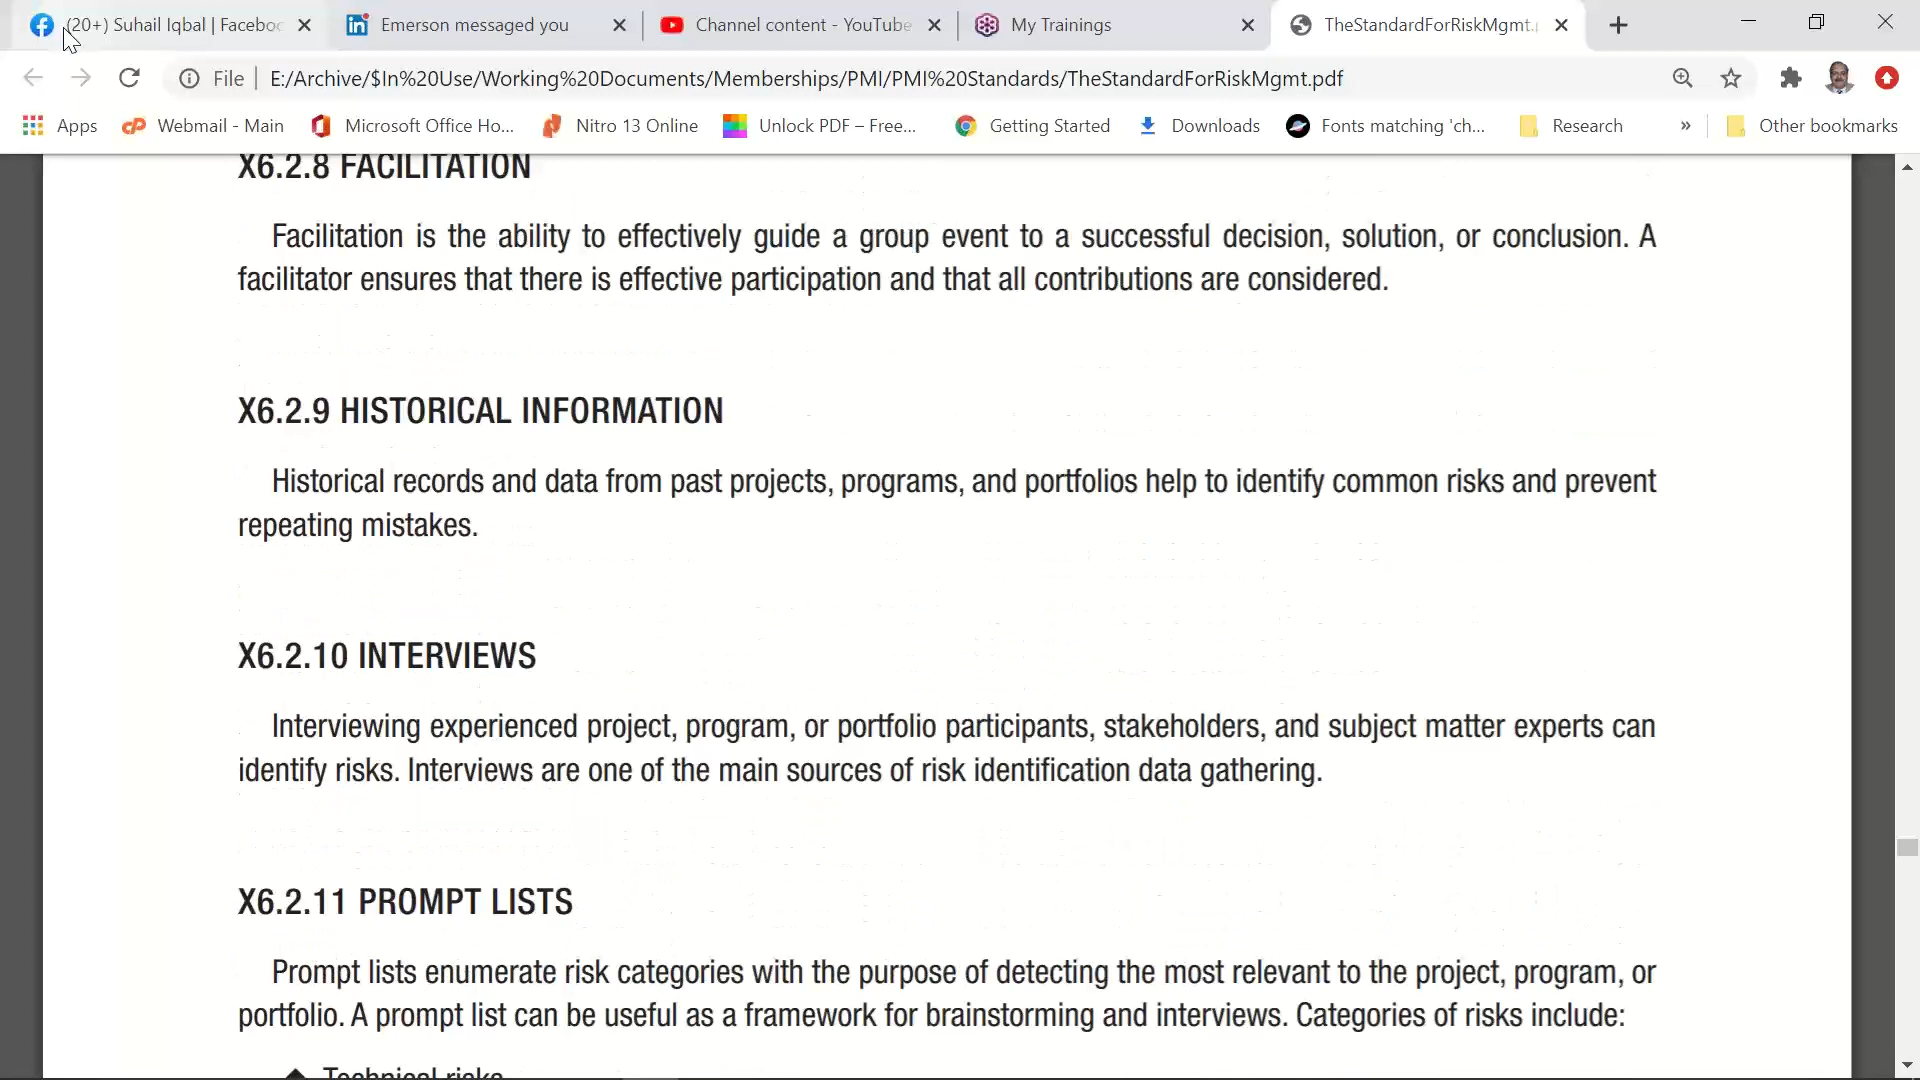 (20+) Suhail Iqbal | Faceboo
Emerson messaged you
Channel content - YouTube
My Trainings
TheStandardForRiskMgmt.p
File | E:/Archive/$In%20Use/Working%20Documents/Memberships/PMI/PMI%20Standards/TheStandardForRiskMgmt.pdf
Apps
Webmail - Main
Microsoft Office Ho...
Nitro 13 Online
Unlock PDF – Free...
Getting Started
Downloads
Fonts matching 'ch...
Research
»
Other bookmarks
X6.2.8 FACILITATION
Facilitation is the ability to effectively guide a group event to a successful decision, solution, or conclusion. A
facilitator ensures that there is effective participation and that all contributions are considered.
X6.2.9 HISTORICAL INFORMATION
Historical records and data from past projects, programs, and portfolios help to identify common risks and prevent
repeating mistakes.
X6.2.10 INTERVIEWS
Interviewing experienced project, program, or portfolio participants, stakeholders, and subject matter experts can
identify risks. Interviews are one of the main sources of risk identification data gathering.
X6.2.11 PROMPT LISTS
Prompt lists enumerate risk categories with the purpose of detecting the most relevant to the project, program, or
portfolio. A prompt list can be useful as a framework for brainstorming and interviews. Categories of risks include:
Technical risks